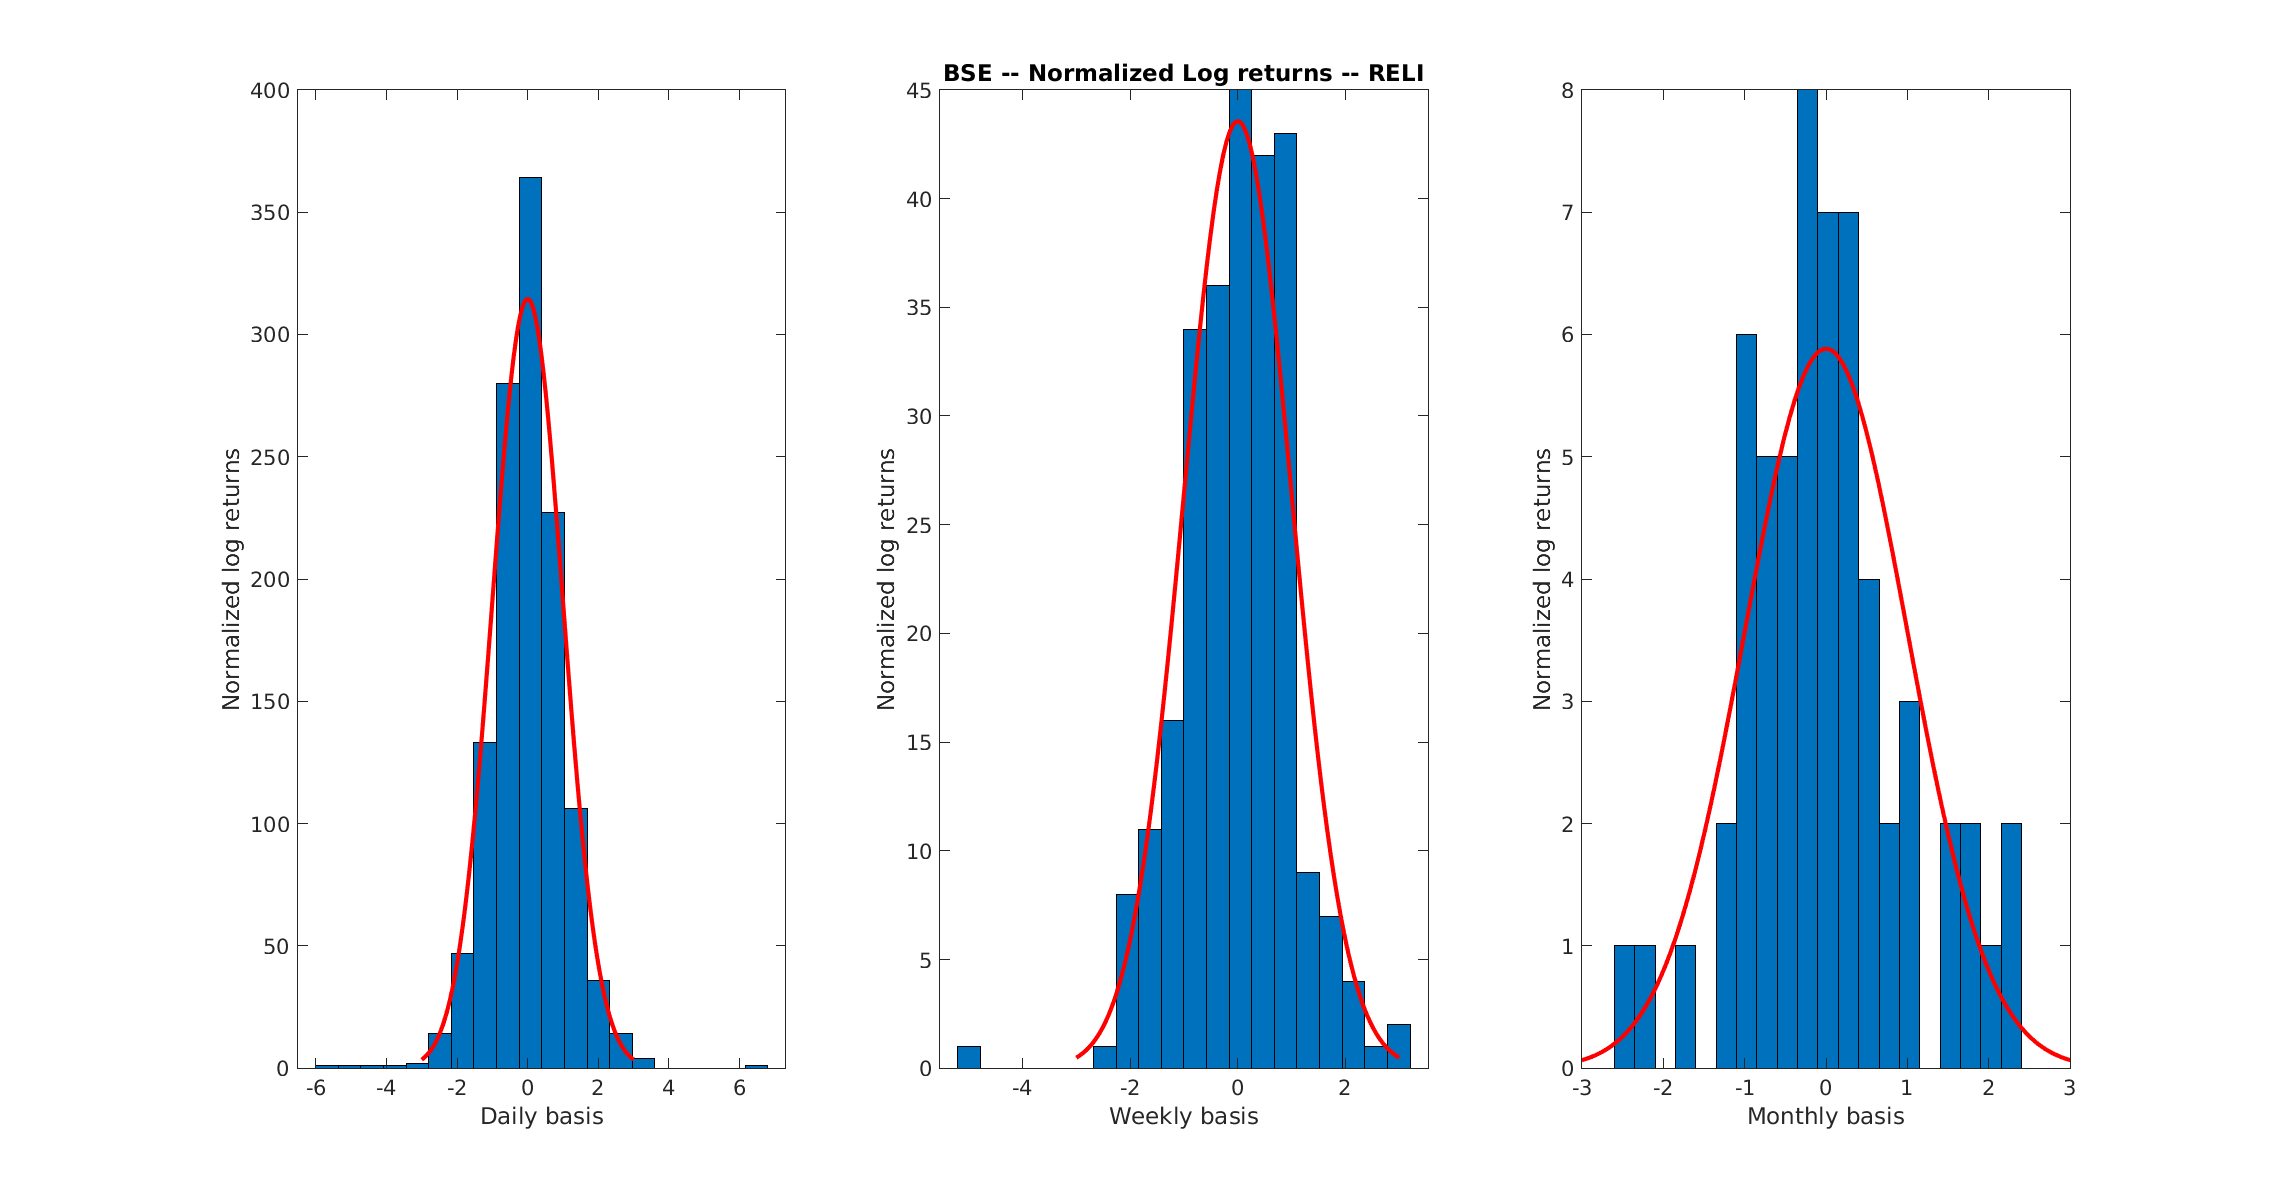 BSE -- Normalized Log returns -- RELI
400
350
300
250
200
150
100
50
0
Normalized log returns
-6 -4 -2 0 2 4 6
Daily basis
45
40
35
30
25
20
15
10
5
0
Normalized log returns
-4 -2 0 2
Weekly basis
8
7
6
5
4
3
2
1
0
Normalized log returns
-3 -2 -1 0 1 2 3
Monthly basis